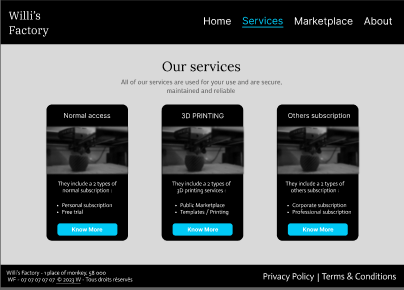 Willi's
Factory
Home Services Marketplace About
Our services
All of our services are used for your use and are secure,
maintained and reliable
Normal access
They include a 2 types of
normal subscription :
• Personal subscription
• Free trial
Know More
3D PRINTING
They include a 2 types of
3D printing services :
• Public Marketplace
• Templates / Printing
Know More
Others subscription
They include a 2 types of
others subscription :
• Corporate subscription
• Professional subscription
Know More
Willi's Factory - 1 place of monkey, 58 000
WF - 07 07 07 07 07 © 2023 W - Tous droits réservés
Privacy Policy | Terms & Conditions